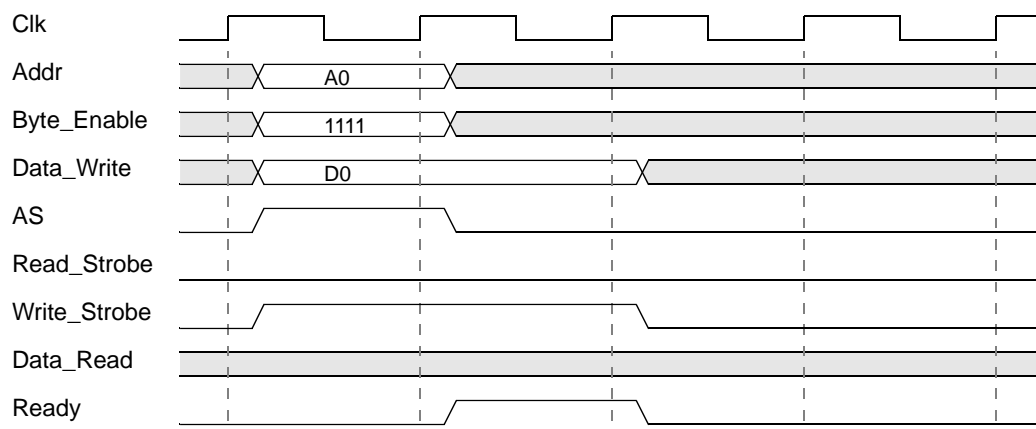 Clk
Addr A0
Byte_Enable 1111
Data_Write D0
AS
Read_Strobe
Write_Strobe
Data_Read
Ready